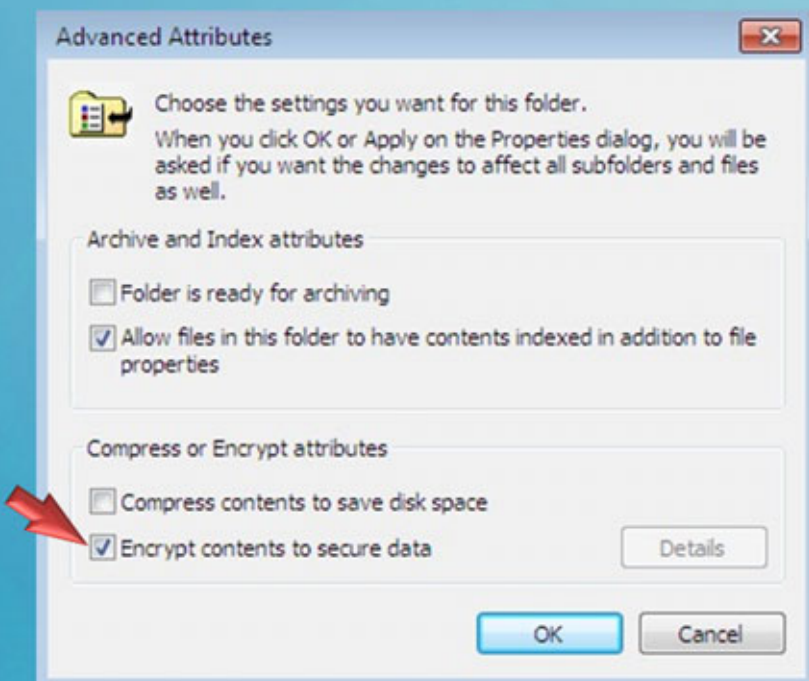 Advanced Attributes
Choose the settings you want for this folder.
When you click OK or Apply on the Properties dialog, you will be
asked if you want the changes to affect all subfolders and files
as well.
Archive and Index attributes
Folder is ready for archiving
Allow files in this folder to have contents indexed in addition to file
properties
Compress or Encrypt attributes
Compress contents to save disk space
Encrypt contents to secure data
Details
OK
Cancel